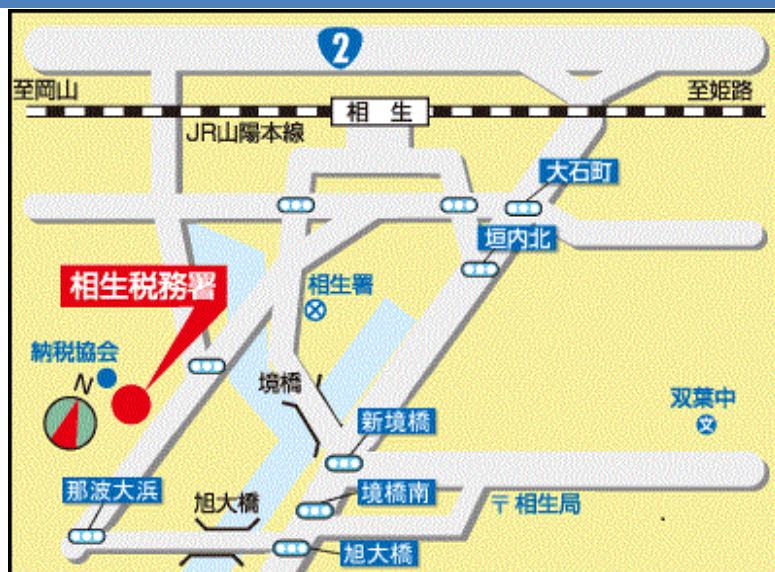 2
至岡山
至姫路
相生
JR山陽本線
大石町
垣内北
相生税務署
相生署
納税協会
N
境橋
双葉中
文
新境橋
那波大浜
旭大橋
境橋南
〒相生局
旭大橋